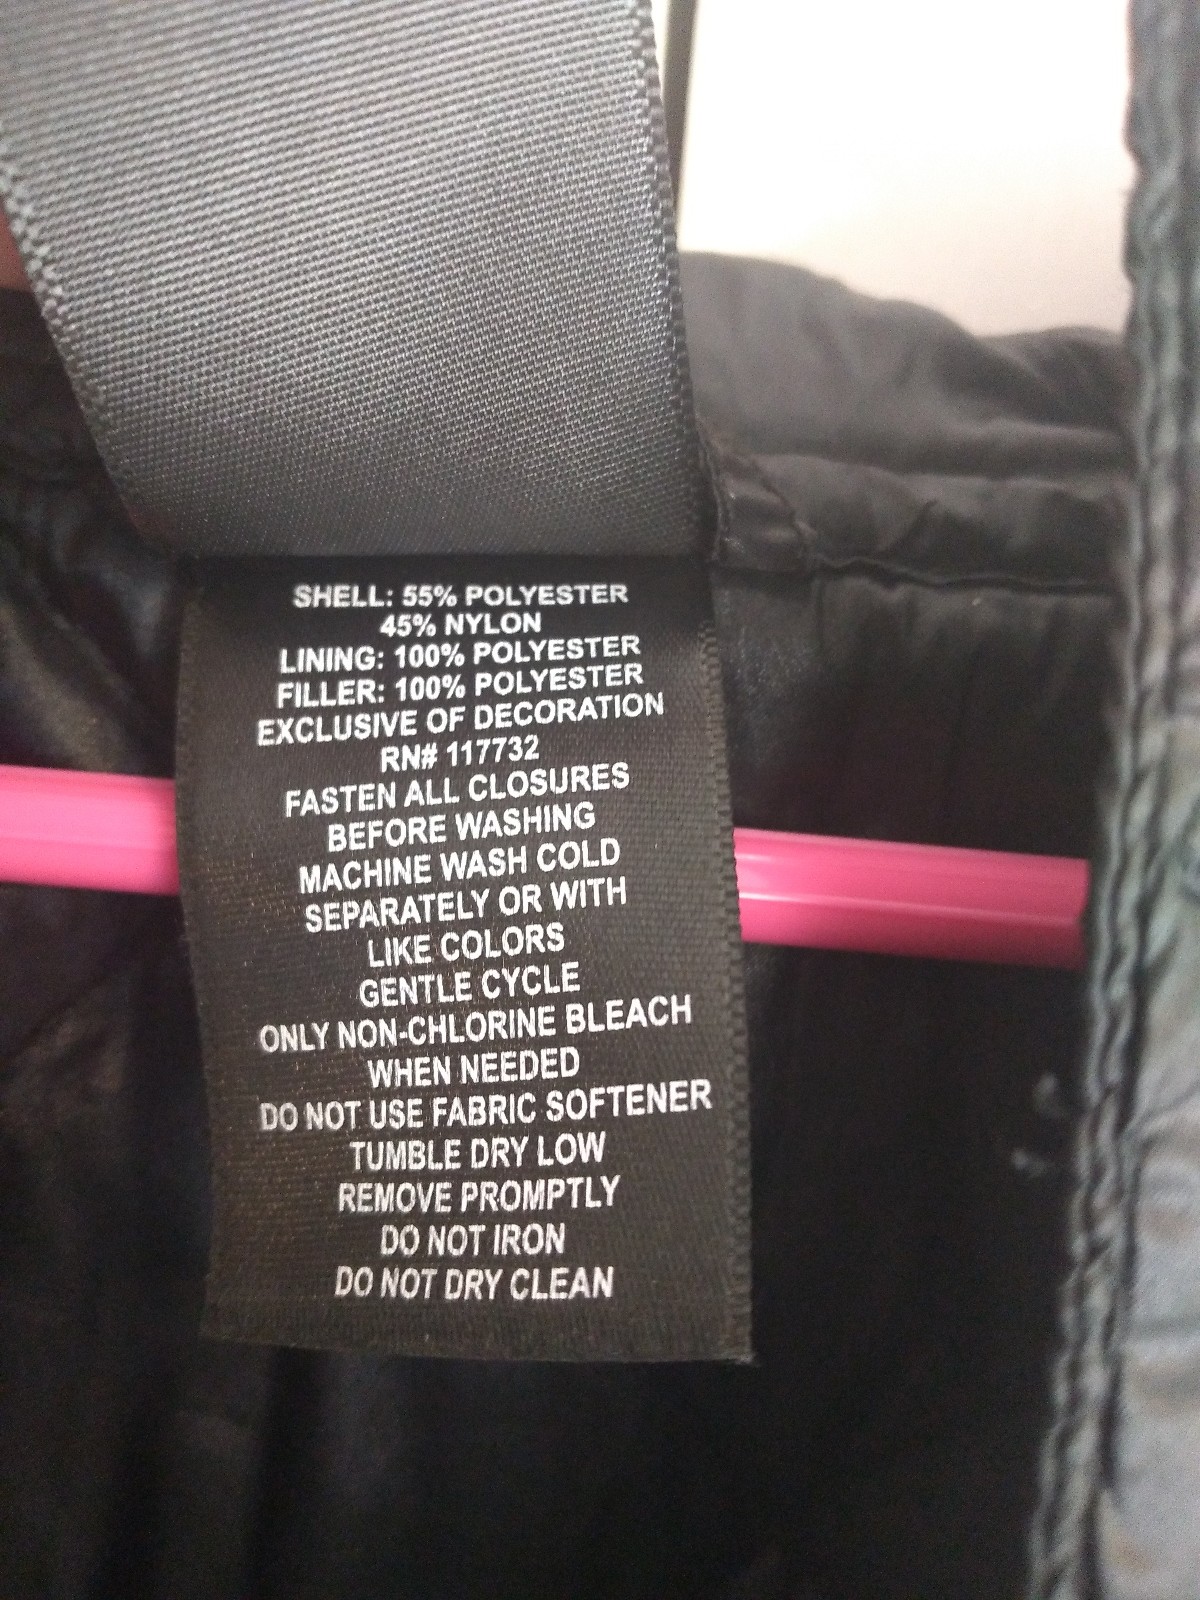 SHELL: 55% POLYESTER
45% NYLON
LINING: 100% POLYESTER
FILLER: 100% POLYESTER
EXCLUSIVE OF DECORATION
RN# 117732
FASTEN ALL CLOSURES
BEFORE WASHING
MACHINE WASH COLD
SEPARATELY OR WITH
LIKE COLORS
GENTLE CYCLE
ONLY NON-CHLORINE BLEACH
WHEN NEEDED
DO NOT USE FABRIC SOFTENER
TUMBLE DRY LOW
REMOVE PROMPTLY
DO NOT IRON
DO NOT DRY CLEAN